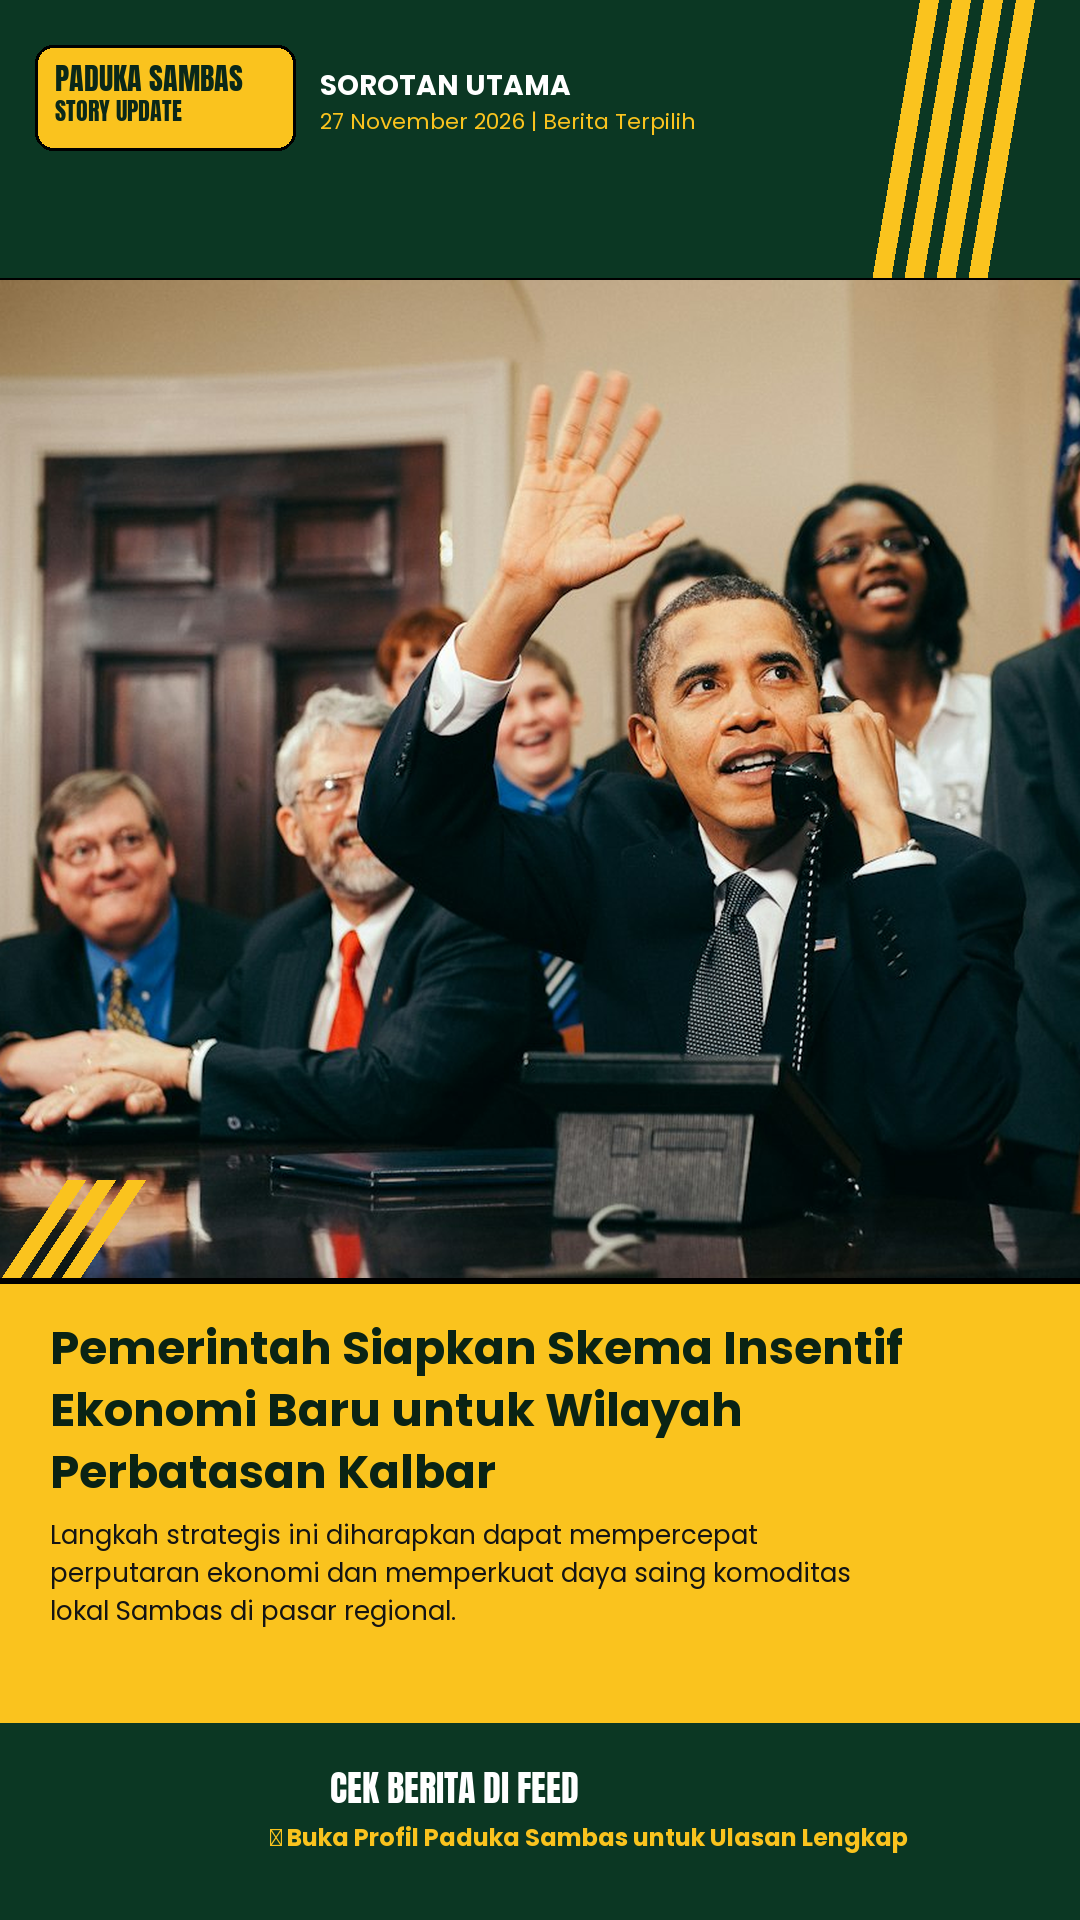 PADUKA SAMBAS
STORY UPDATE
SOROTAN UTAMA
27 November 2026 | Berita Terpilih
Pemerintah Siapkan Skema Insentif
Ekonomi Baru untuk Wilayah
Perbatasan Kalbar
Langkah strategis ini diharapkan dapat mempercepat
perputaran ekonomi dan memperkuat daya saing komoditas
lokal Sambas di pasar regional.
CEK BERITA DI FEED
Buka Profil Paduka Sambas untuk Ulasan Lengkap